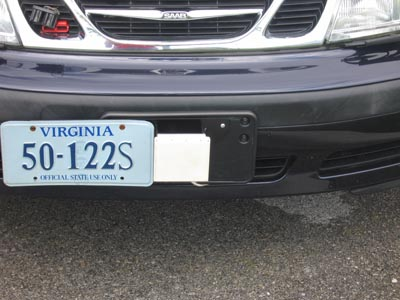 SAAB
VIRGINIA
50-122S
OFFICIAL STATE USE ONLY